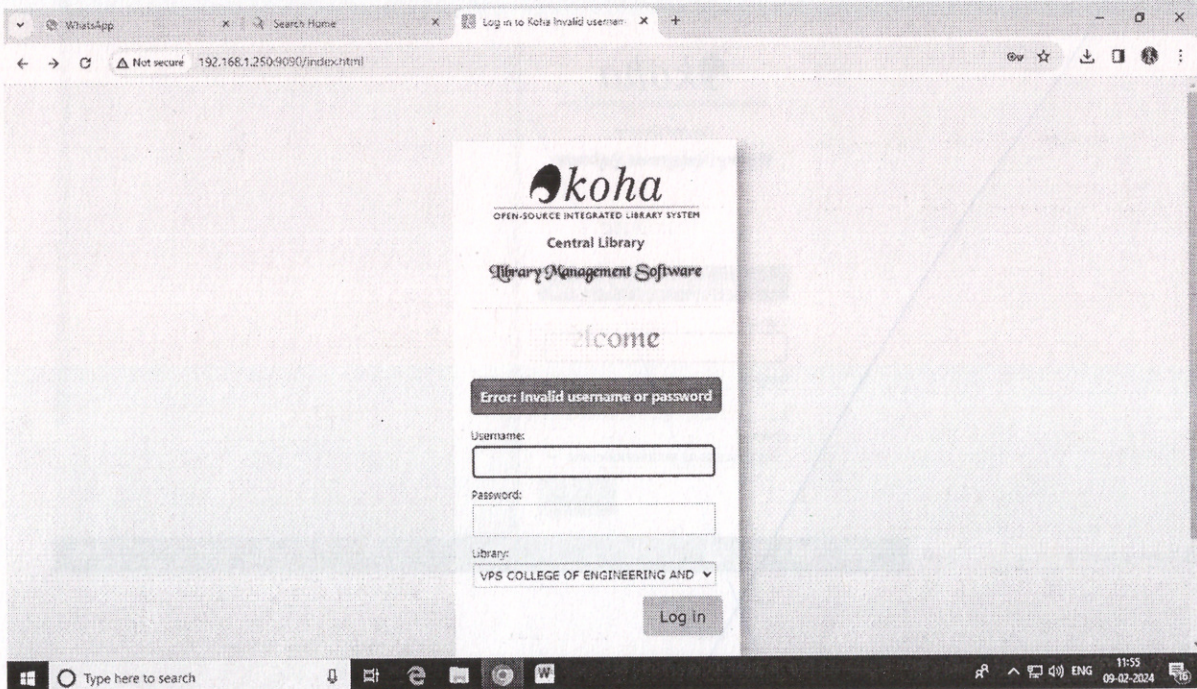 WhatsApp
Search Home
Log in to Koha Invalid usernam
Not secure 192.168.1.250:9090/index.html
koha
OPEN-SOURCE INTEGRATED LIBRARY SYSTEM
Central Library
Library Management Software
elcome
Error: Invalid username or password
Username:
Password:
Library:
VPS COLLEGE OF ENGINEERING AND
Log in
Type here to search
ENG
11:55
09-02-2024
16